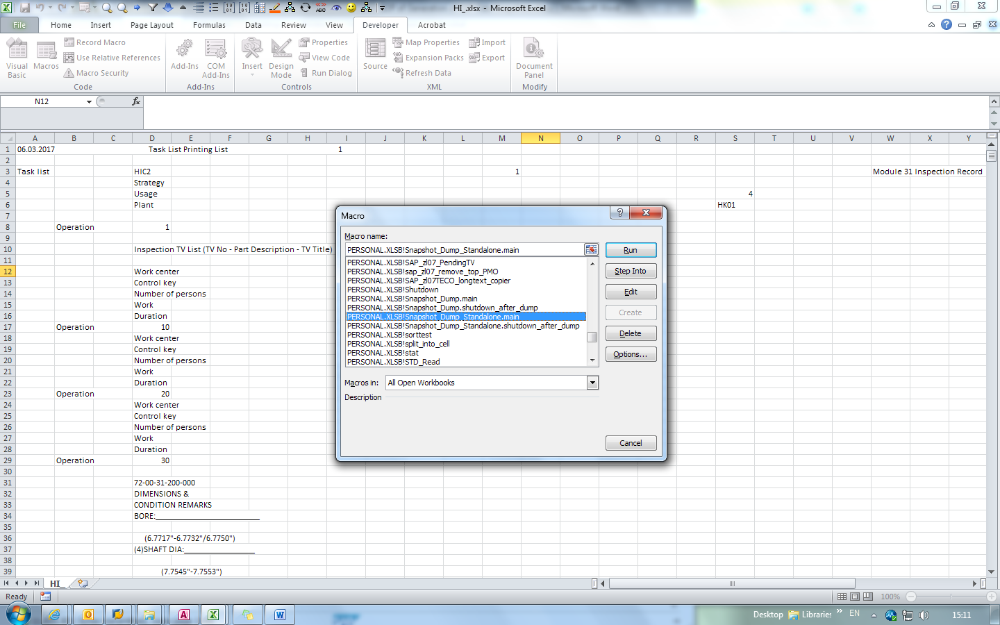 HI_.xlsx - Microsoft Excel
File Home Insert Page Layout Formulas Data Review View Developer Acrobat
Visual Basic
Macros
Record Macro
Use Relative References
Macro Security
Code
Add-Ins
COM Add-Ins
Add-Ins
Insert
Design Mode
Properties
View Code
Run Dialog
Controls
Source
Map Properties
Expansion Packs
Refresh Data
Import
Export
XML
Document Panel
Modify
N12
fx
A B C D E F G H I J K L M N O P Q R S T U V W X Y
1 06.03.2017 Task List Printing List 1
2
3 Task list HIC2 1 Module 31 Inspection Record
4 Strategy
5 Usage 4
6 Plant HK01
7
8 Operation 1
9
10 Inspection TV List (TV No - Part Description - TV Title)
11
12 Work center
13 Control key
14 Number of persons
15 Work
16 Duration
17 Operation 10
18 Work center
19 Control key
20 Number of persons
21 Work
22 Duration
23 Operation 20
24 Work center
25 Control key
26 Number of persons
27 Work
28 Duration
29 Operation 30
30
31 72-00-31-200-000
32 DIMENSIONS &
33 CONDITION REMARKS
34 BORE:_______________________
35
36 (6.7717"-6.7732"/6.7750")
37 (4)SHAFT DIA:________________
38
39 (7.7545"-7.7553")
Macro
Macro name:
PERSONAL.XLSB!Snapshot_Dump_Standalone.main
PERSONAL.XLSB!SAP_zl07_PendingTV
PERSONAL.XLSB!sap_zl07_remove_top_PMO
PERSONAL.XLSB!SAP_zl07TECO_longtext_copier
PERSONAL.XLSB!Shutdown
PERSONAL.XLSB!Snapshot_Dump.main
PERSONAL.XLSB!Snapshot_Dump.shutdown_after_dump
PERSONAL.XLSB!Snapshot_Dump_Standalone.main
PERSONAL.XLSB!Snapshot_Dump_Standalone.shutdown_after_dump
PERSONAL.XLSB!sorttest
PERSONAL.XLSB!split_into_cell
PERSONAL.XLSB!stat
PERSONAL.XLSB!STD_Read
Run
Step Into
Edit
Create
Delete
Options...
Macros in: All Open Workbooks
Description
Cancel
HI_
Ready
100%
Desktop Libraries » EN 15:11